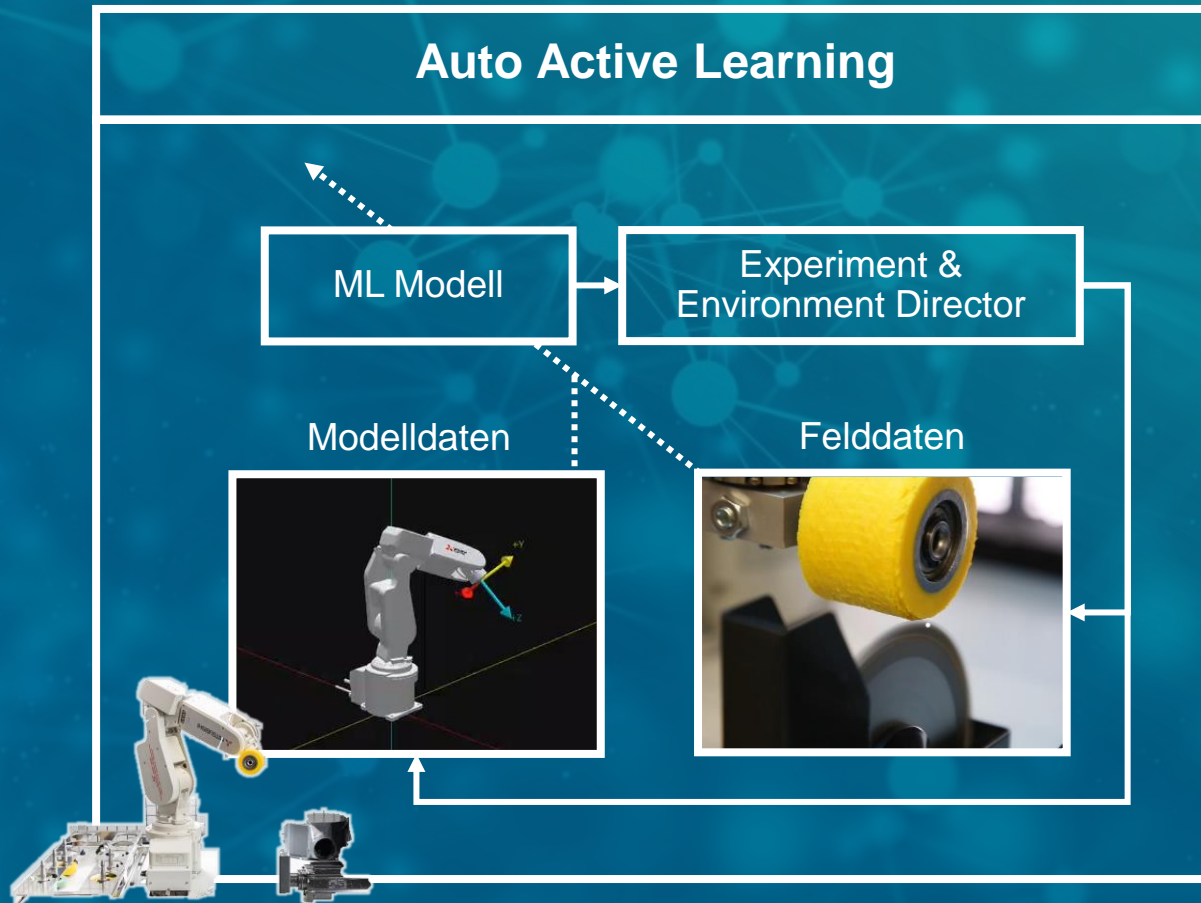 Auto Active Learning
ML Modell
Experiment &
Environment Director
Modelldaten
Felddaten
+Y
+Z